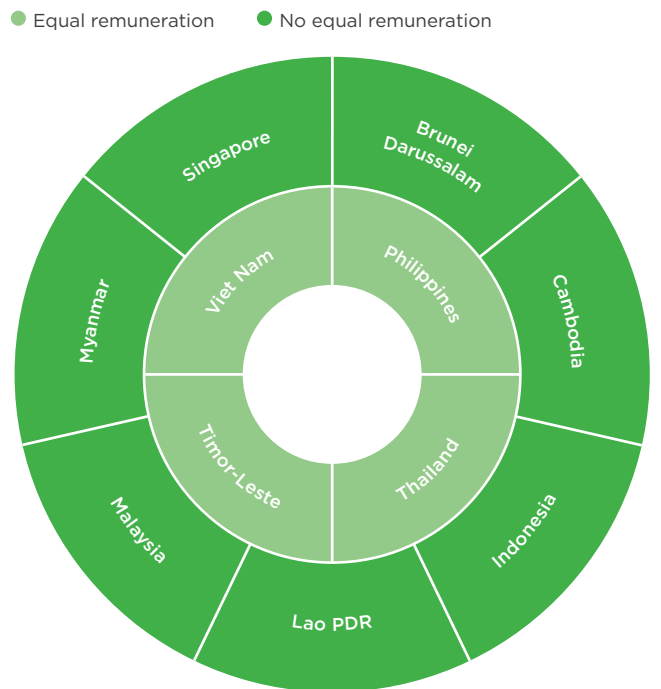 Equal remuneration
No equal remuneration
Singapore
Brunei
Darussalam
Viet Nam
Philippines
Myanmar
Cambodia
Timor-Leste
Thailand
Malaysia
Indonesia
Lao PDR